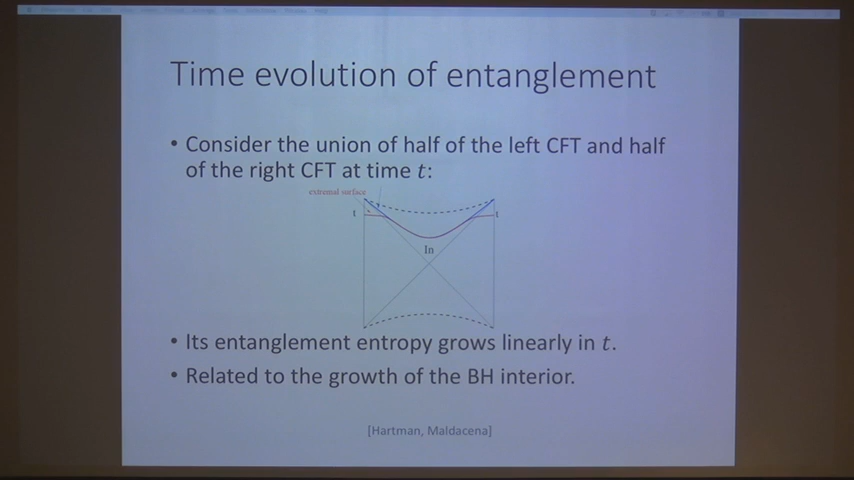 Time evolution of entanglement
• Consider the union of half of the left CFT and half
of the right CFT at time t:
extremal surface
t
t
In
• Its entanglement entropy grows linearly in t.
• Related to the growth of the BH interior.
[Hartman, Maldacena]